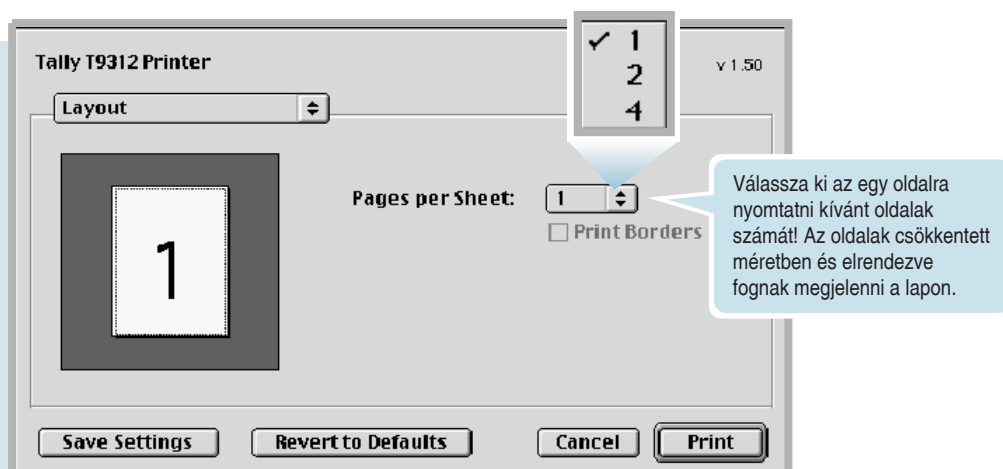 ✓ 1
2
4
Tally T9312 Printer
v 1.50
Layout
Pages per Sheet: 1
Print Borders
1
Válassza ki az egy oldalra
nyomtatni kívánt oldalak
számát! Az oldalak csökkentett
méretben és elrendezve
fognak megjelenni a lapon.
Save Settings Revert to Defaults Cancel Print